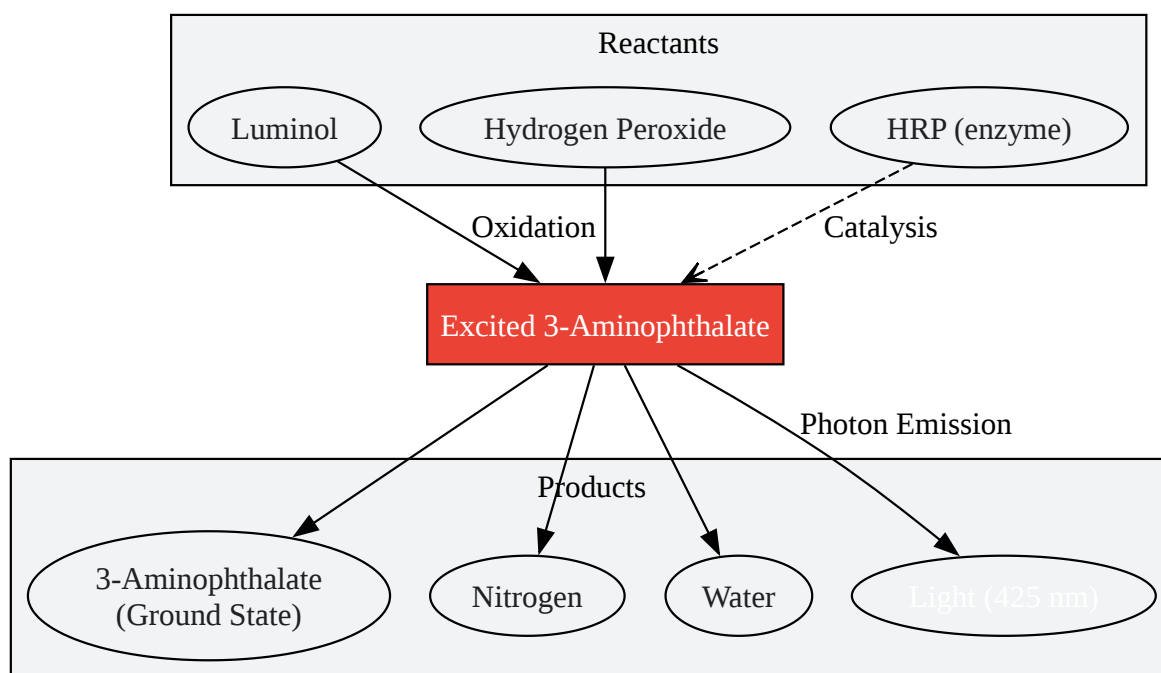 Reactants
Luminol
Hydrogen Peroxide
HRP (enzyme)
Oxidation
Catalysis
Excited 3-Aminophthalate
Photon Emission
Products
3-Aminophthalate
(Ground State)
Nitrogen
Water
Light (425 nm)